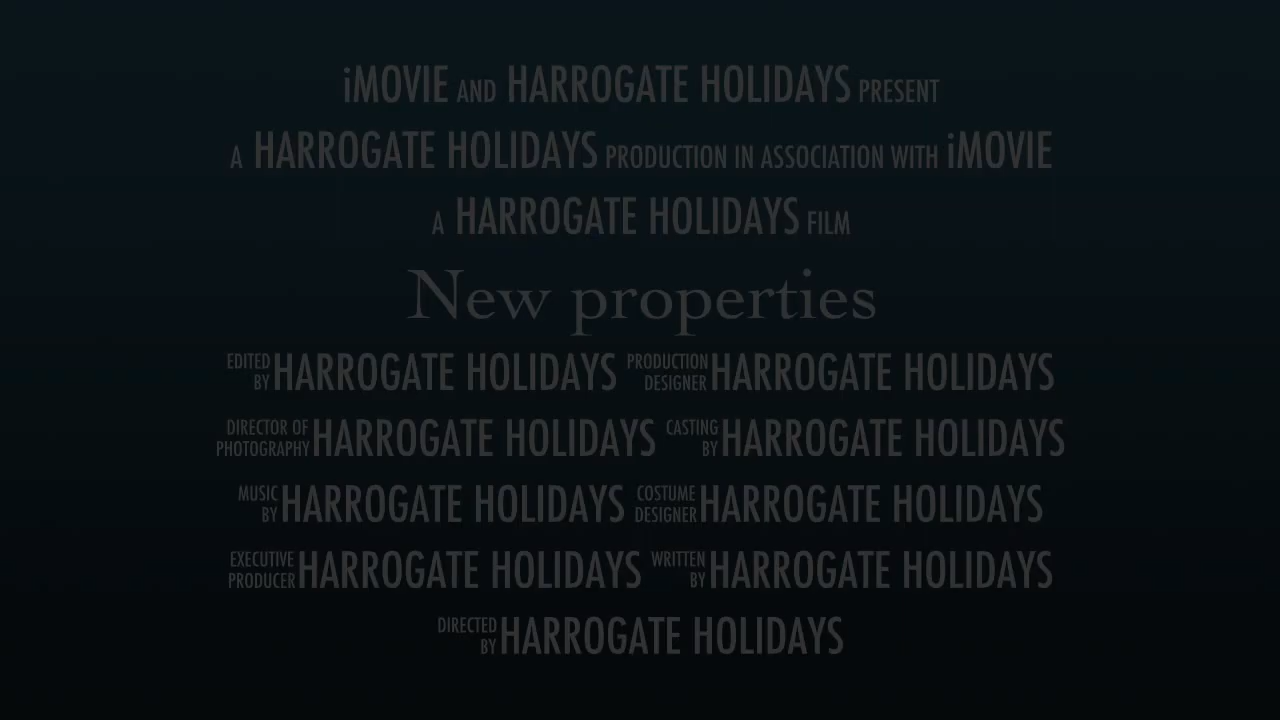 iMOVIE AND HARROGATE HOLIDAYS PRESENT
A HARROGATE HOLIDAYS PRODUCTION IN ASSOCIATION WITH iMOVIE
A HARROGATE HOLIDAYS FILM
New properties
EDITED BY HARROGATE HOLIDAYS PRODUCTION DESIGNER HARROGATE HOLIDAYS
DIRECTOR OF PHOTOGRAPHY HARROGATE HOLIDAYS CASTING BY HARROGATE HOLIDAYS
MUSIC BY HARROGATE HOLIDAYS COSTUME DESIGNER HARROGATE HOLIDAYS
EXECUTIVE PRODUCER HARROGATE HOLIDAYS WRITTEN BY HARROGATE HOLIDAYS
DIRECTED BY HARROGATE HOLIDAYS